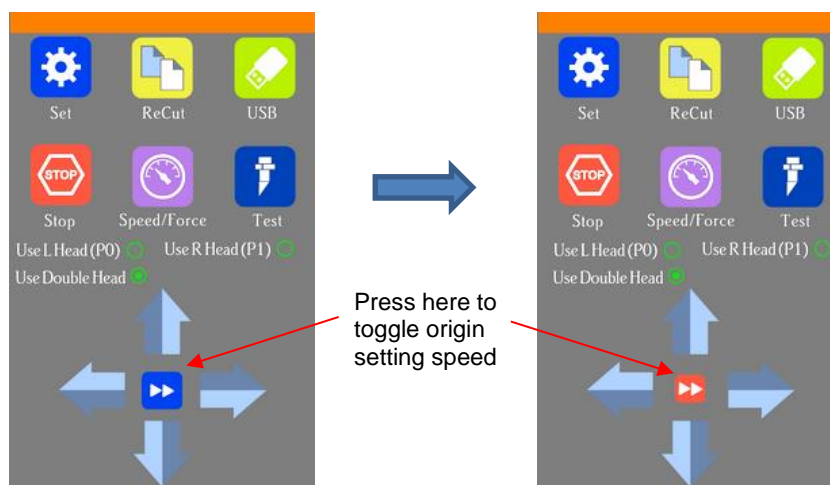 Set ReCut USB
STOP
Stop Speed/Force Test
Use L Head (P0) Use R Head (P1)
Use Double Head
Press here to
toggle origin
setting speed
Set ReCut USB
STOP
Stop Speed/Force Test
Use L Head (P0) Use R Head (P1)
Use Double Head